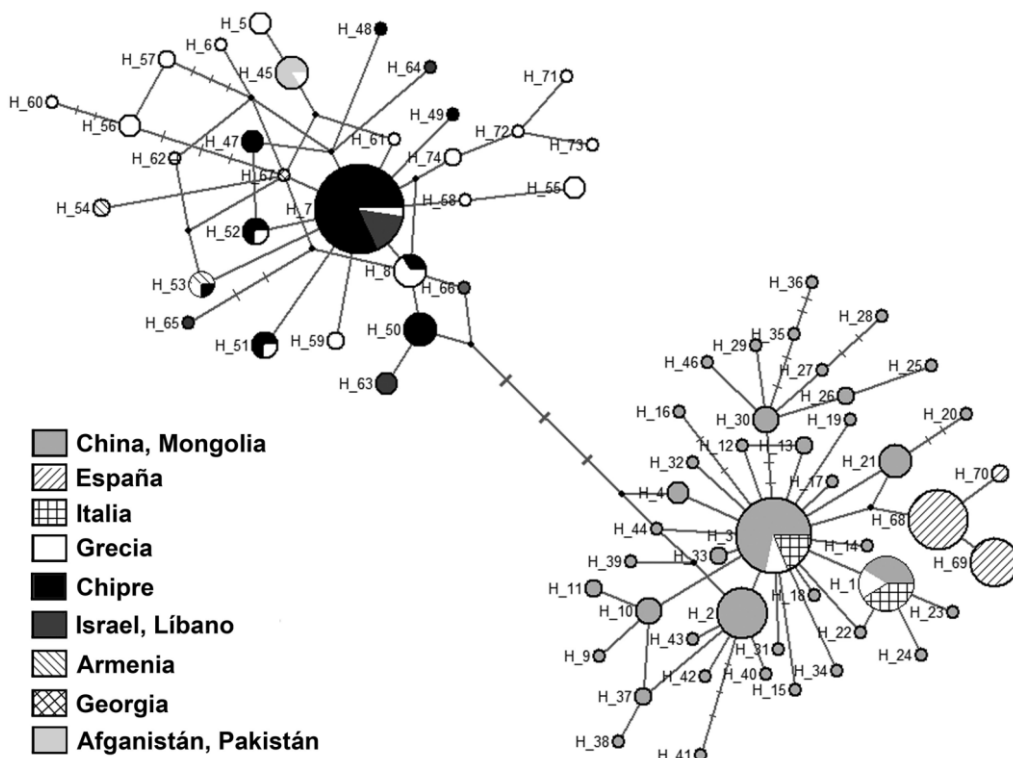 H_5
H_48
H_6
H_57
H_64
H_45
H_71
H_60
H_49
H_56
H_72
H_47
H_61
H_73
H_74
H_62
H_67
H_55
H_58
H_54
H_7
H_52
H_8
H_36
H_53
H_66
H_28
H_65
H_50
H_35
H_51
H_59
H_29
H_25
H_46
H_27
H_63
H_26
H_16
H_30
H_19
H_20
H_12
H_13
H_21
China, Mongolia
H_32
H_70
España
H_17
H_4
H_68
Italia
H_44
H_3
H_14
Grecia
H_33
H_69
H_39
H_1
Chipre
H_11
H_18
H_10
H_2
H_23
Israel, Líbano
H_43
H_22
H_9
H_31
H_24
Armenia
H_42
H_40
H_34
H_37
H_15
Georgia
Afganistán, Pakistán
H_38
H_41